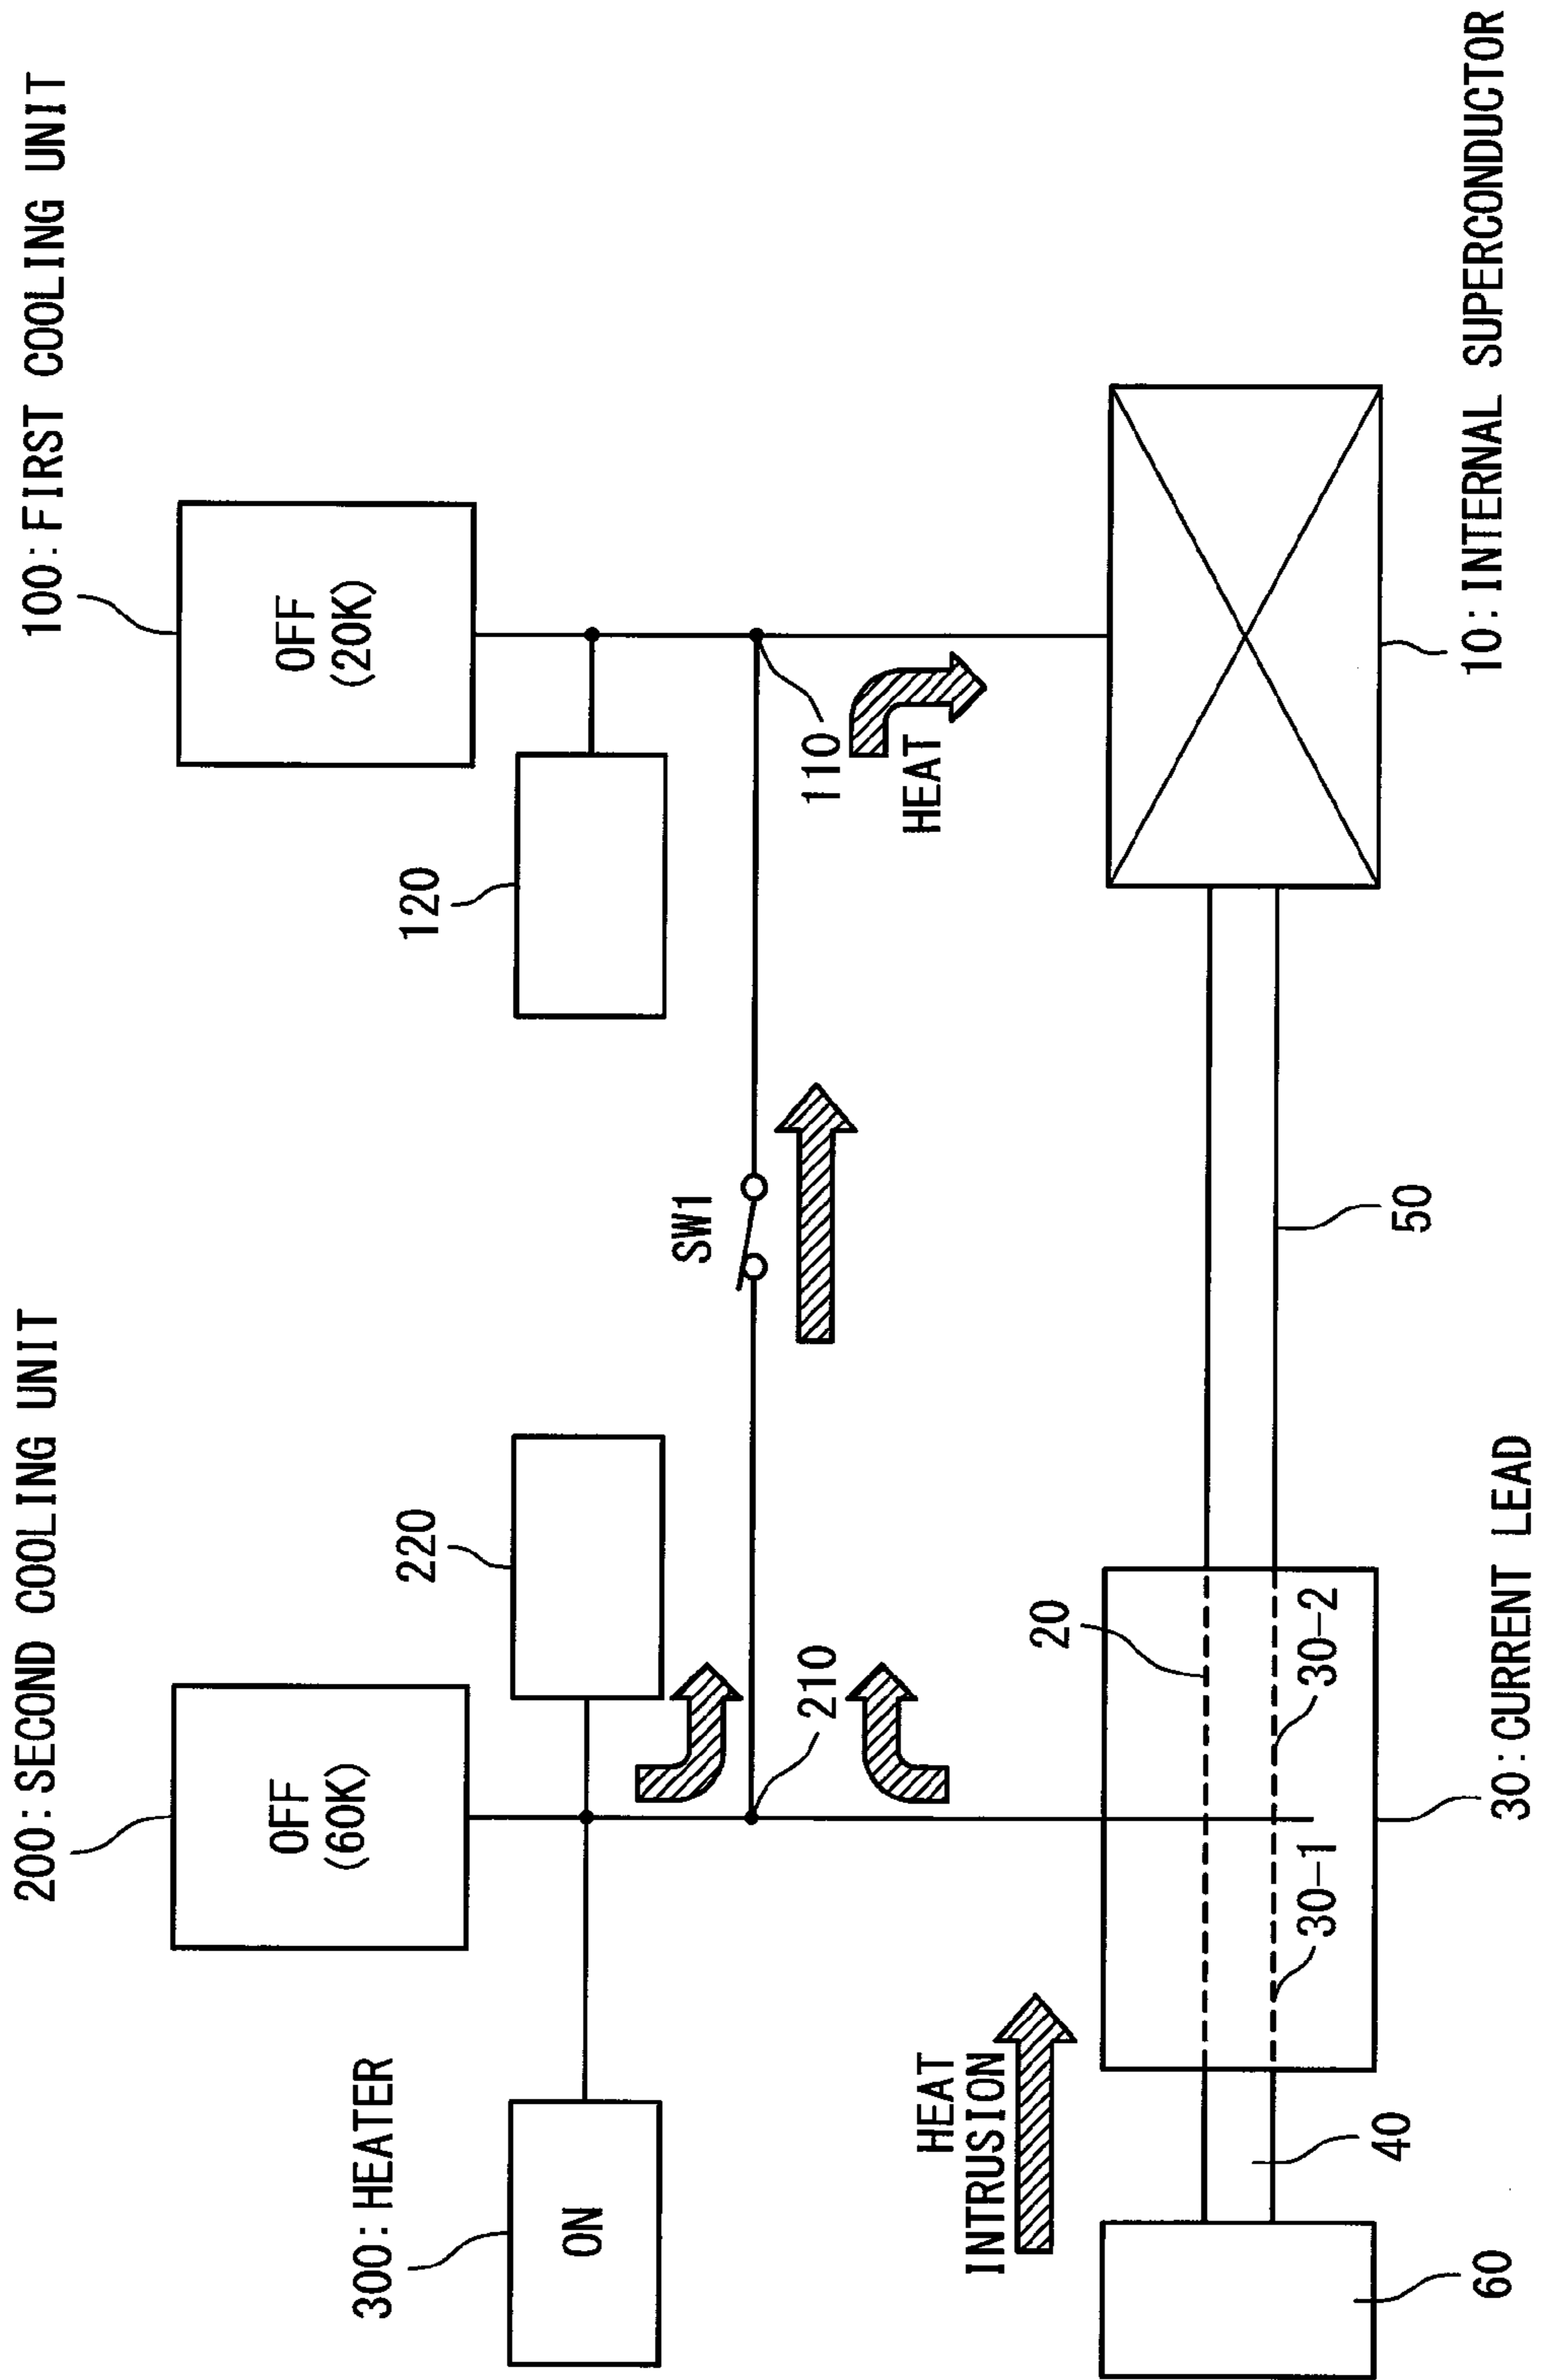 200:SECOND COOLING UNIT
100:FIRST COOLING UNIT
OFF
(60K)
OFF
(20K)
300:HEATER
220
120
ON
SW1
210
110
HEAT
HEAT
INTRUSION
20
30-1
30-2
40
50
60
30:CURRENT LEAD
10:INTERNAL SUPERCONDUCTOR